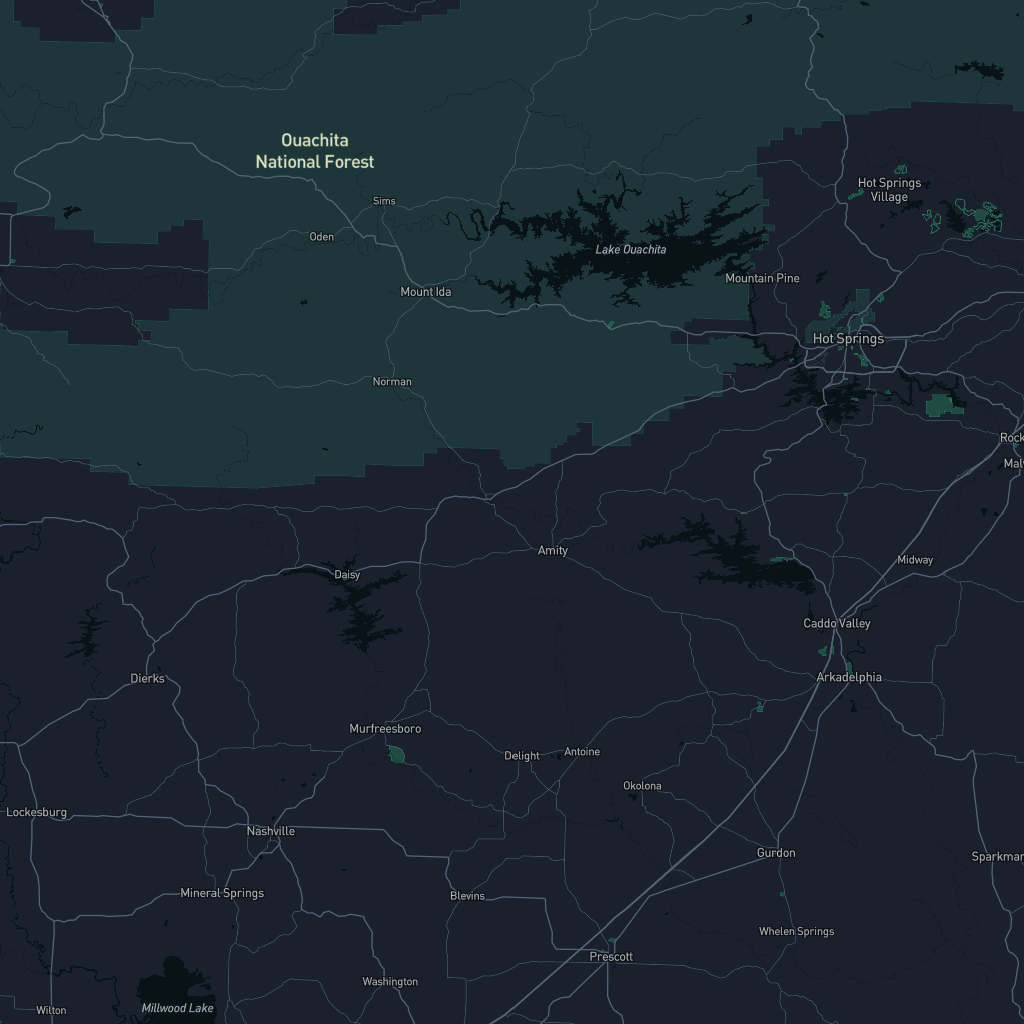 Ouachita
National Forest
Hot Springs
Village
Sims
Oden
Lake Ouachita
Mountain Pine
Mount Ida
Hot Springs
Norman
Rock
Mal
Amity
Midway
Daisy
Caddo Valley
Dierks
Arkadelphia
Murfreesboro
Delight
Antoine
Okolona
Lockesburg
Nashville
Gurdon
Sparkman
Mineral Springs
Blevins
Whelen Springs
Prescott
Washington
Millwood Lake
Wilton